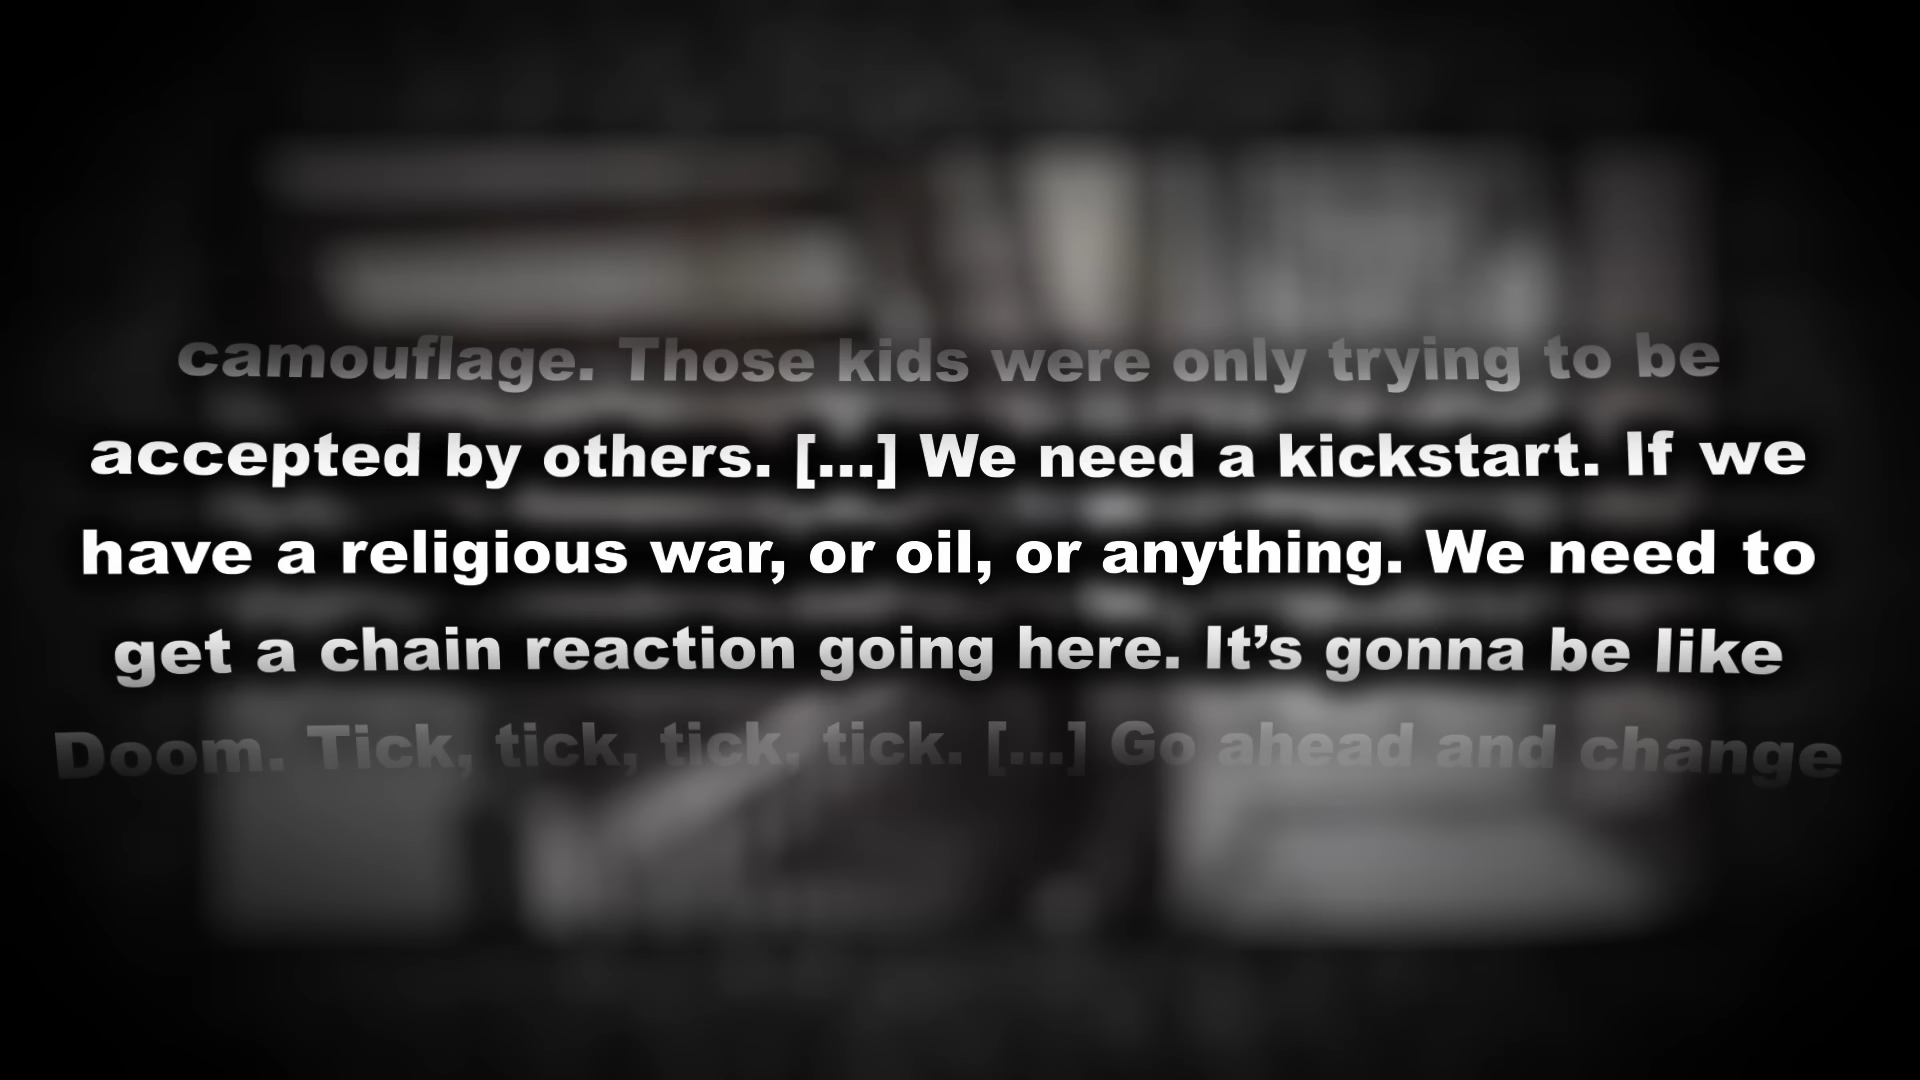 camouflage. Those kids were only trying to be
accepted by others. [...] We need a kickstart. If we
have a religious war, or oil, or anything. We need to
get a chain reaction going here. It’s gonna be like
Doom. Tick, tick, tick, tick. [...] Go ahead and change